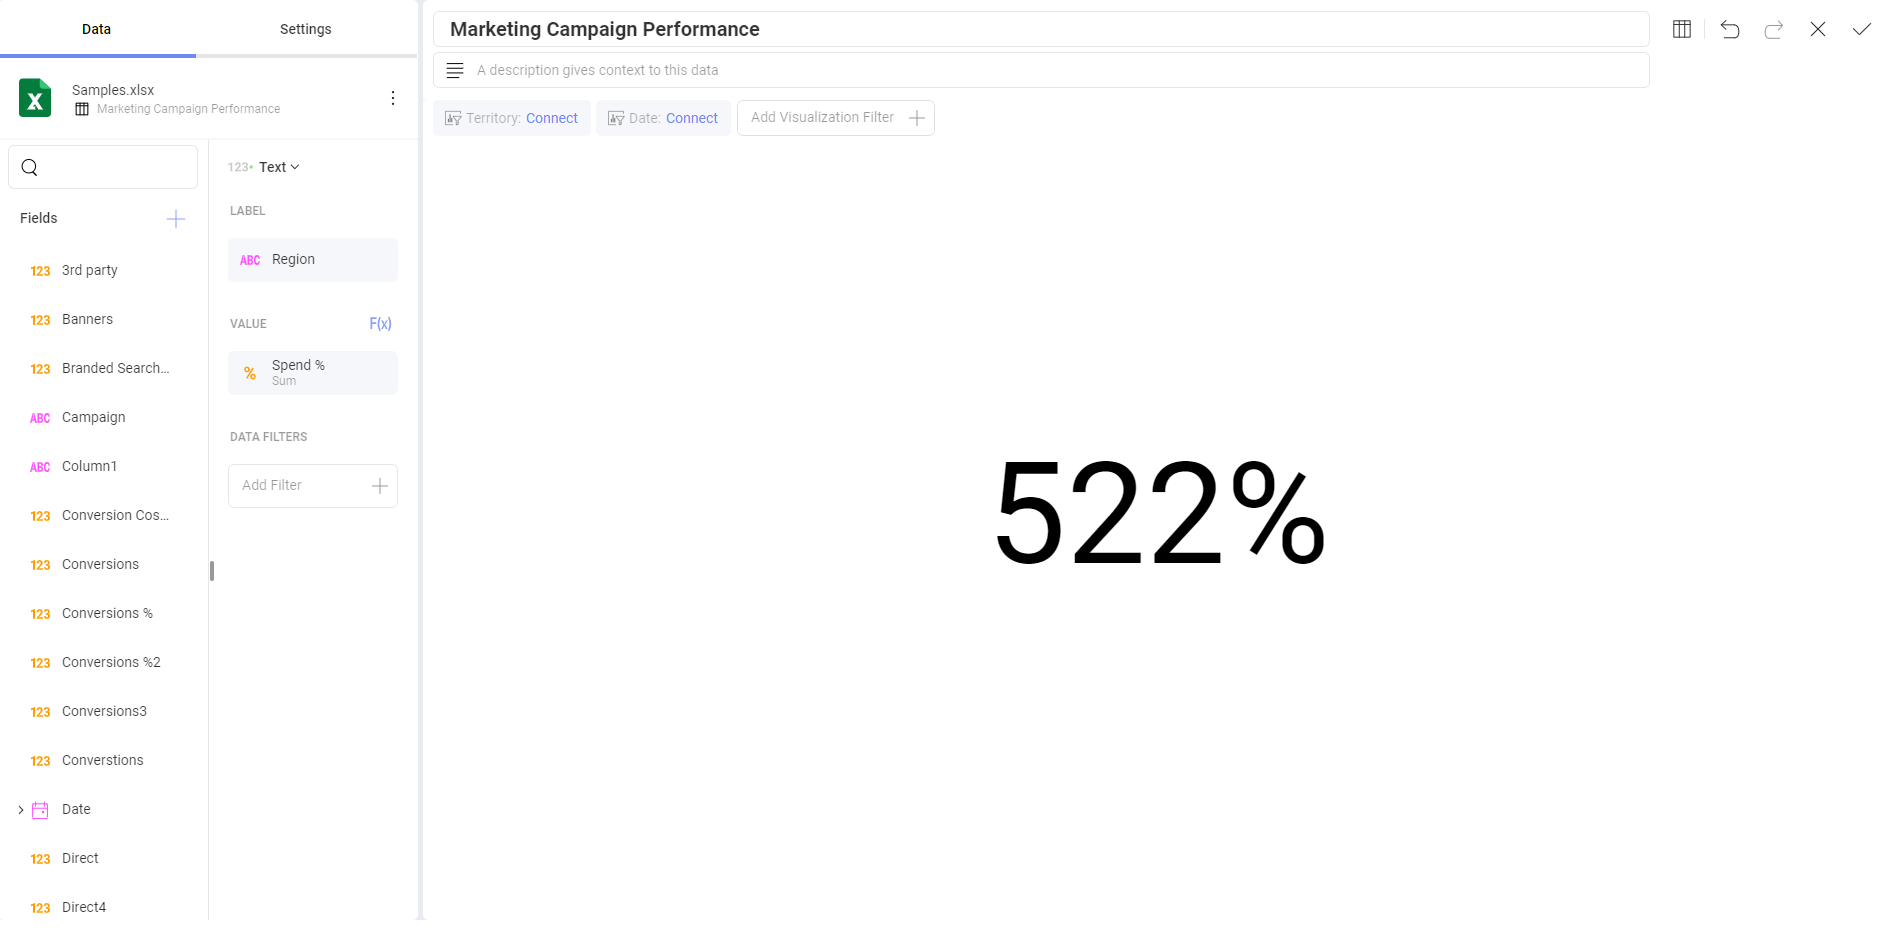 Data
Settings
Samples.xlsx
Marketing Campaign Performance
Fields
123 3rd party
123 Banners
123 Branded Search...
ABC Campaign
ABC Column1
123 Conversion Cos...
123 Conversions
123 Conversions %
123 Conversions %2
123 Conversions3
123 Converstions
Date
123 Direct
123 Direct4
123 Text
LABEL
ABC Region
VALUE F(x)
% Spend %
Sum
DATA FILTERS
Add Filter
Marketing Campaign Performance
A description gives context to this data
Territory: Connect
Date: Connect
Add Visualization Filter
522%